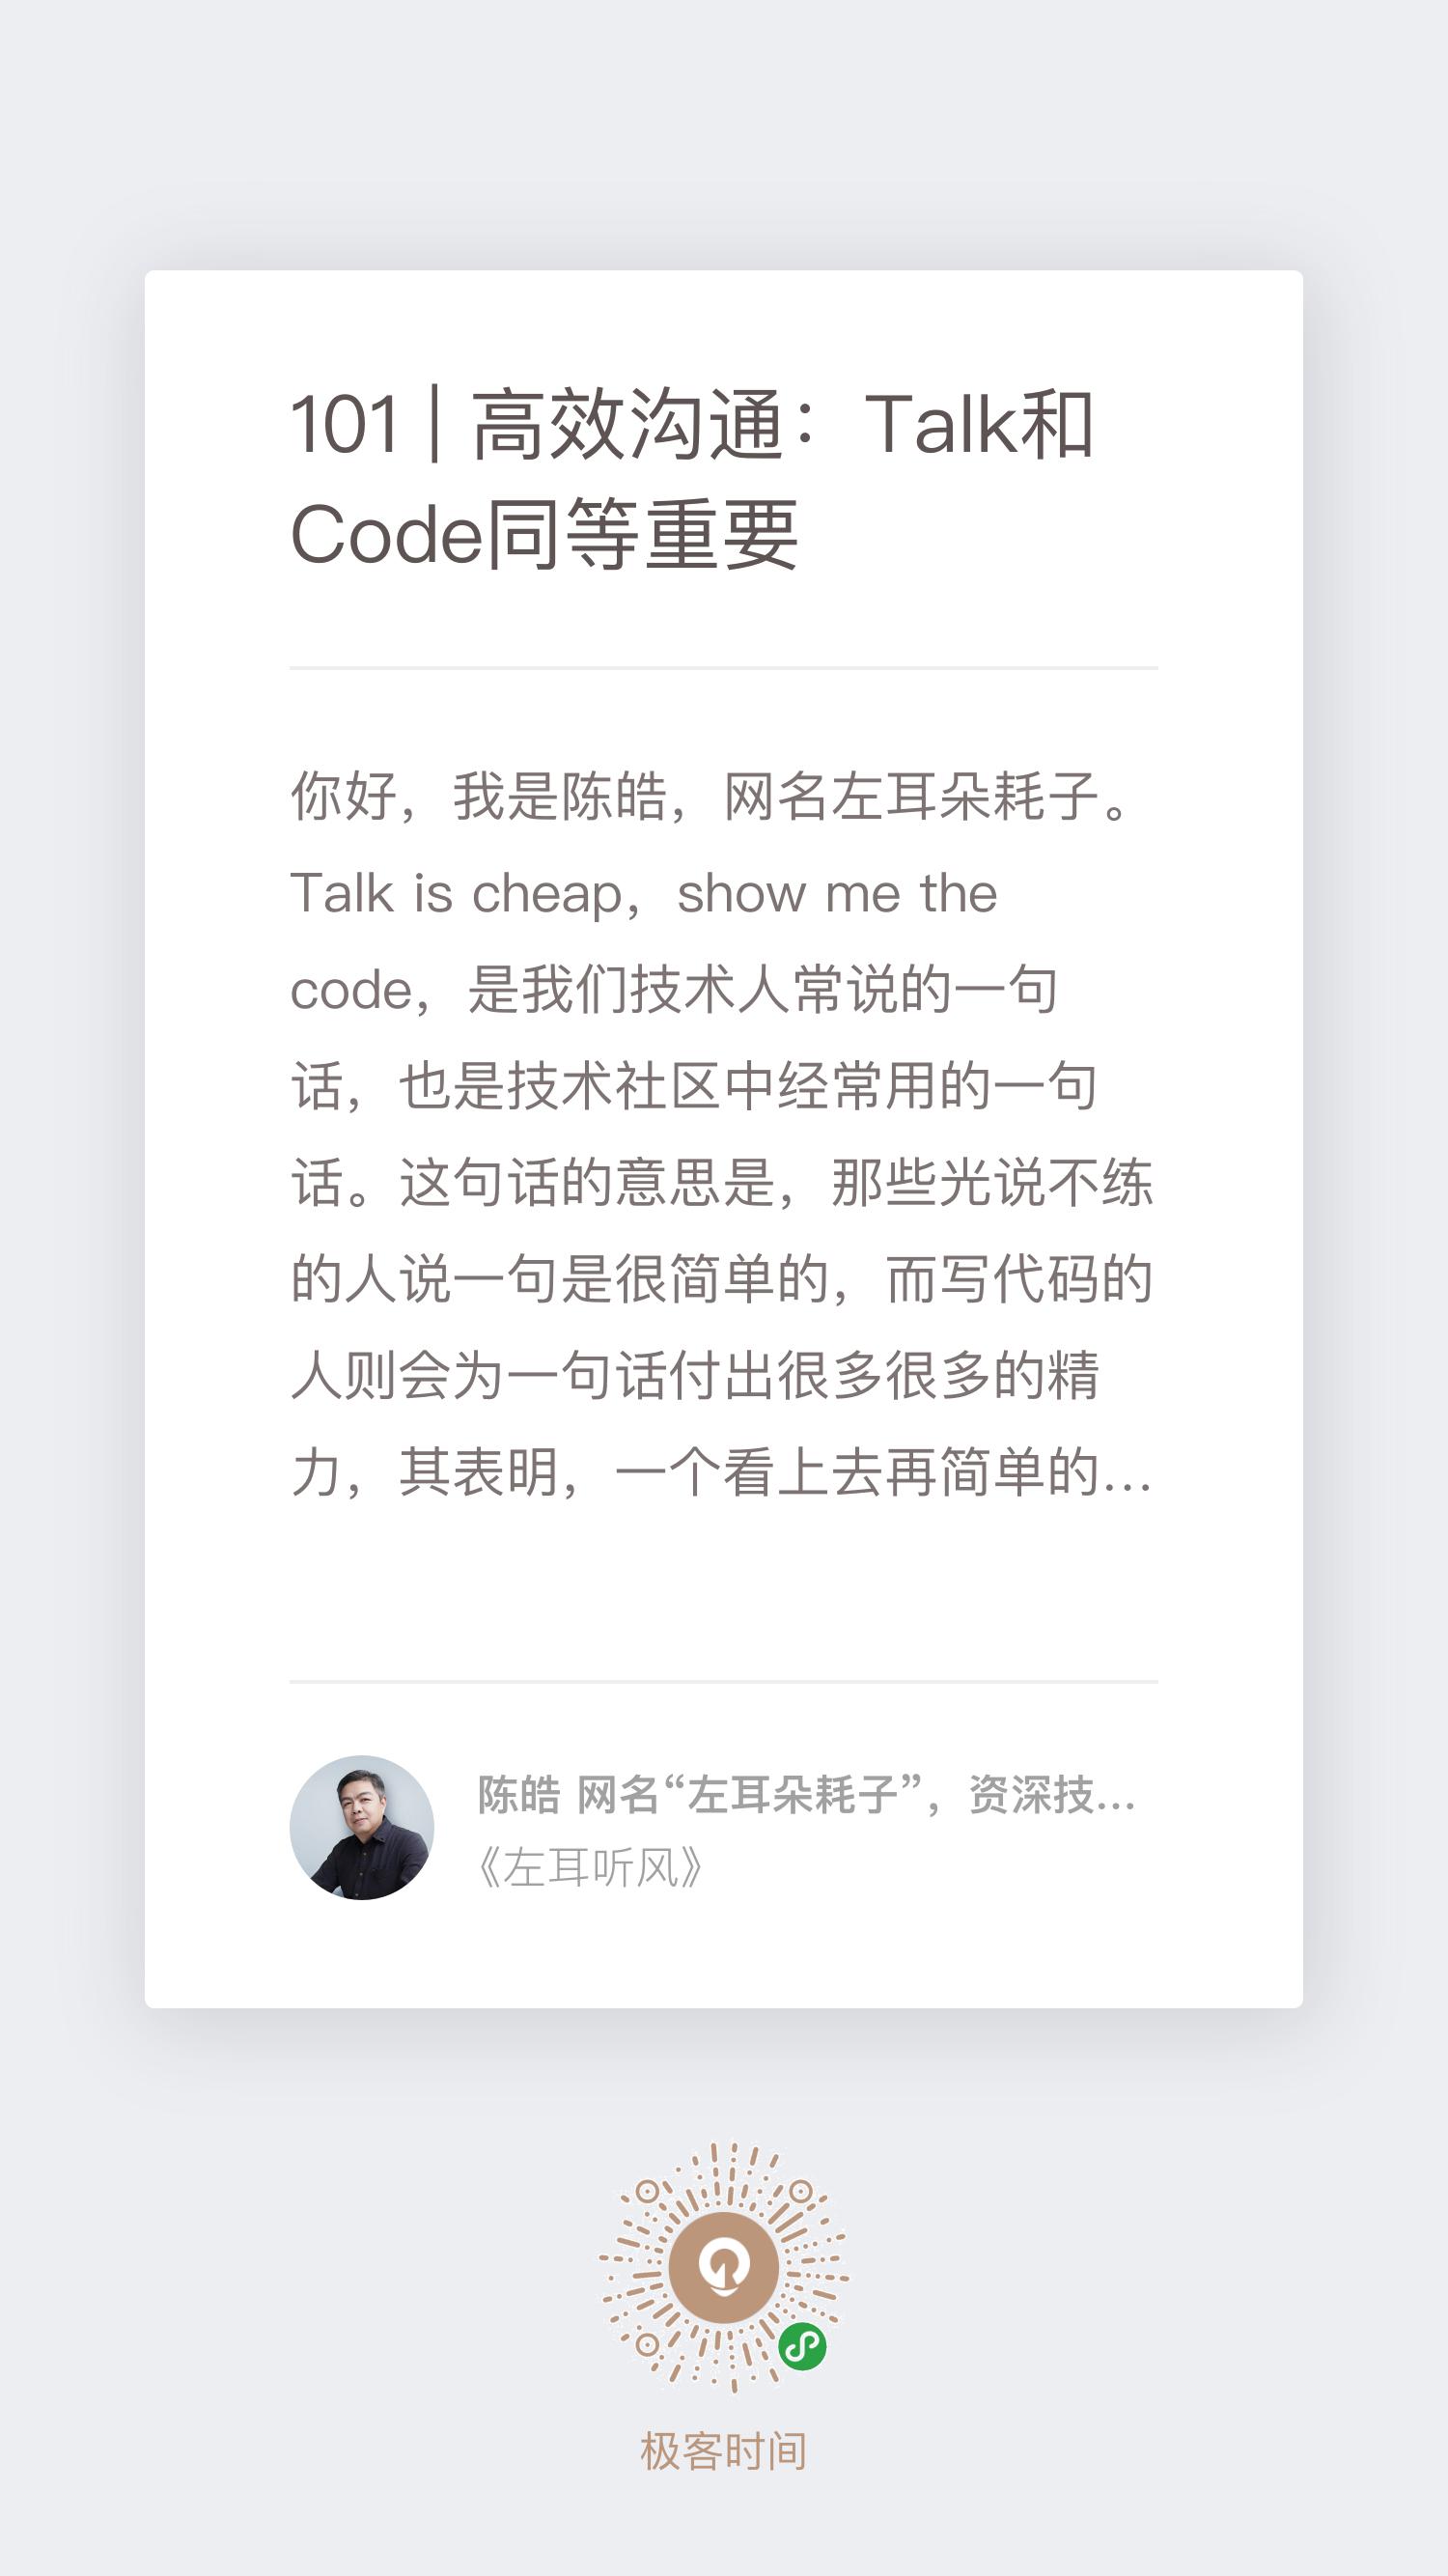 101 | 高效沟通：Talk和
Code同等重要
你好，我是陈皓，网名左耳朵耗子。
Talk is cheap，show me the
code，是我们技术人常说的一句
话，也是技术社区中经常用的一句
话。这句话的意思是，那些光说不练
的人说一句是很简单的，而写代码的
人则会为一句话付出很多很多的精
力，其表明，一个看上去再简单的...
陈皓 网名“左耳朵耗子”，资深技...
《左耳听风》
极客时间